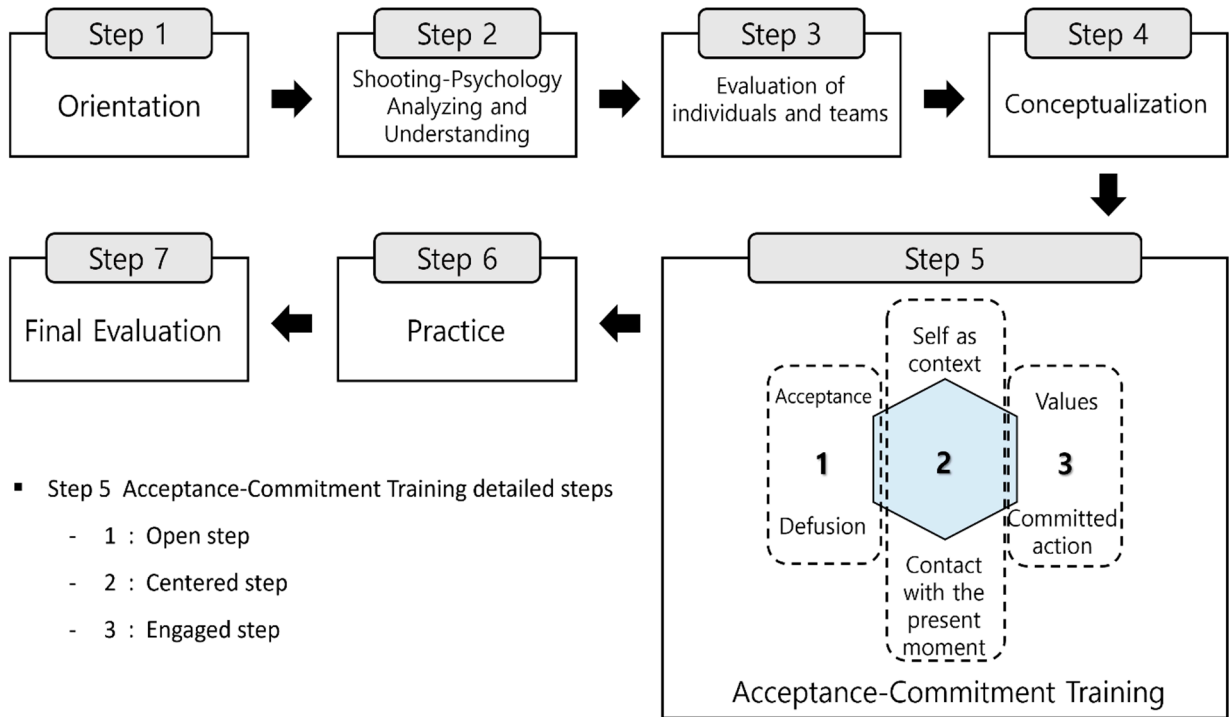 Step 1
Orientation
Step 2
Shooting-Psychology
Analyzing and
Understanding
Step 3
Evaluation of
individuals and teams
Step 4
Conceptualization
Step 5
Self as
context
Acceptance
Values
1
2
3
Defusion
Committed
action
Contact
with the
present
moment
Acceptance-Commitment Training
Step 6
Practice
Step 7
Final Evaluation
▪ Step 5 Acceptance-Commitment Training detailed steps
- 1 : Open step
- 2 : Centered step
- 3 : Engaged step